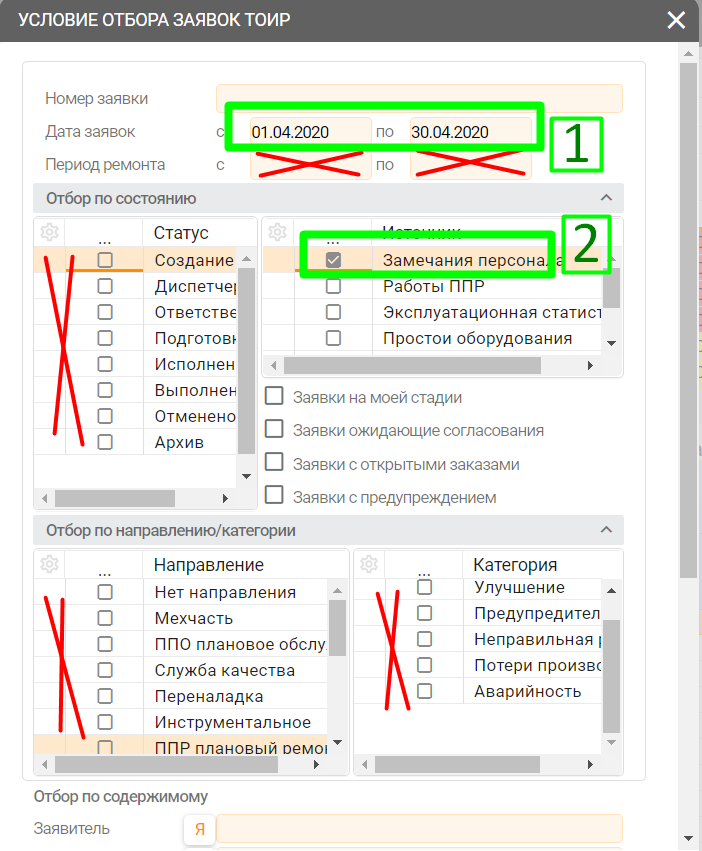 УСЛОВИЕ ОТБОРА ЗАЯВОК ТОИР
Номер заявки
Дата заявок с 01.04.2020 по 30.04.2020 1
Период ремонта с по
Отбор по состоянию
... Статус
Создание
Диспетчер
Ответстве
Подготовк
Исполнен
Выполнен
Отменено
Архив
... Источник 2
Замечания персонала
Работы ППР
Эксплуатационная статист
Простои оборудования
Заявки на моей стадии
Заявки ожидающие согласования
Заявки с открытыми заказами
Заявки с предупреждением
Отбор по направлению/категории
... Направление
Нет направления
Мехчасть
ППО плановое обслу
Служба качества
Переналадка
Инструментальное
ППР плановый ремон
... Категория
Улучшение
Предупредител
Неправильная р
Потери произво
Аварийность
Отбор по содержимому
Заявитель Я